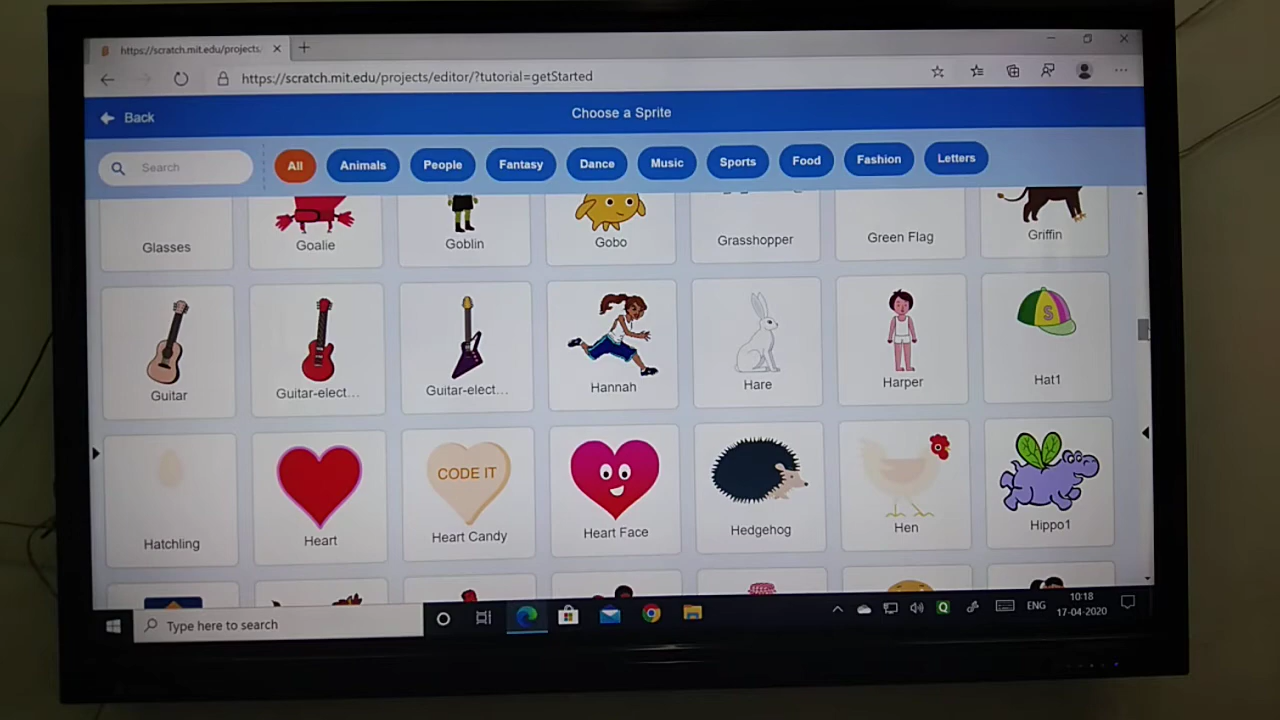 https://scratch.mit.edu/projects/
https://scratch.mit.edu/projects/editor/?tutorial=getStarted
Back
Choose a Sprite
Search
All
Animals
People
Fantasy
Dance
Music
Sports
Food
Fashion
Letters
Glasses
Goalie
Goblin
Gobo
Grasshopper
Green Flag
Griffin
Guitar
Guitar-elect...
Guitar-elect...
Hannah
Hare
Harper
S
Hat1
CODE IT
Hatchling
Heart
Heart Candy
Heart Face
Hedgehog
Hen
Hippo1
Type here to search
ENG
10:18
17-04-2020